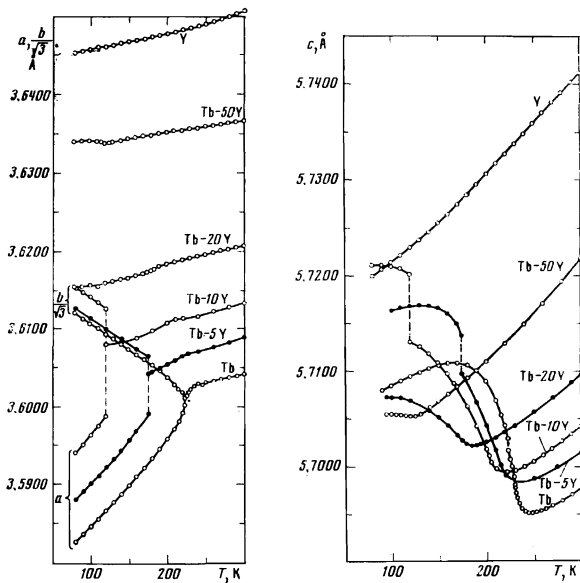 a, b/√3
Å
3,6400
3,6300
3,6200
b/√3
3,6100
3,6000
3,5900
a
Y
Tb-50Y
Tb-20Y
Tb-10Y
Tb-5Y
Tb
100
200
T, K
c, Å
5,7400
5,7300
5,7200
5,7100
5,7000
Y
Tb-50Y
Tb-20Y
Tb-10Y
Tb-5Y
Tb
100
200
T, K